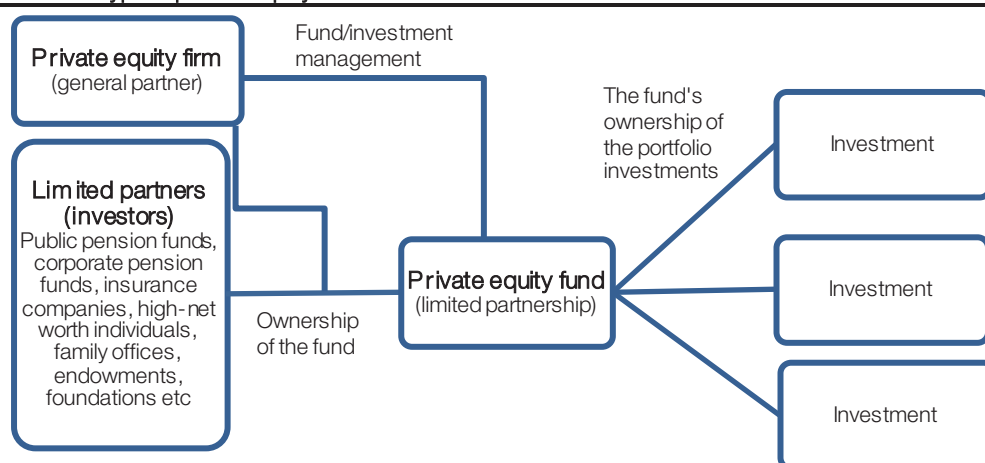 Private equity firm
(general partner)
Fund/investment
management
Limited partners
(investors)
Public pension funds,
corporate pension
funds, insurance
companies, high-net
worth individuals,
family offices,
endowments,
foundations etc
Ownership
of the fund
Private equity fund
(limited partnership)
The fund's
ownership of
the portfolio
investments
Investment
Investment
Investment